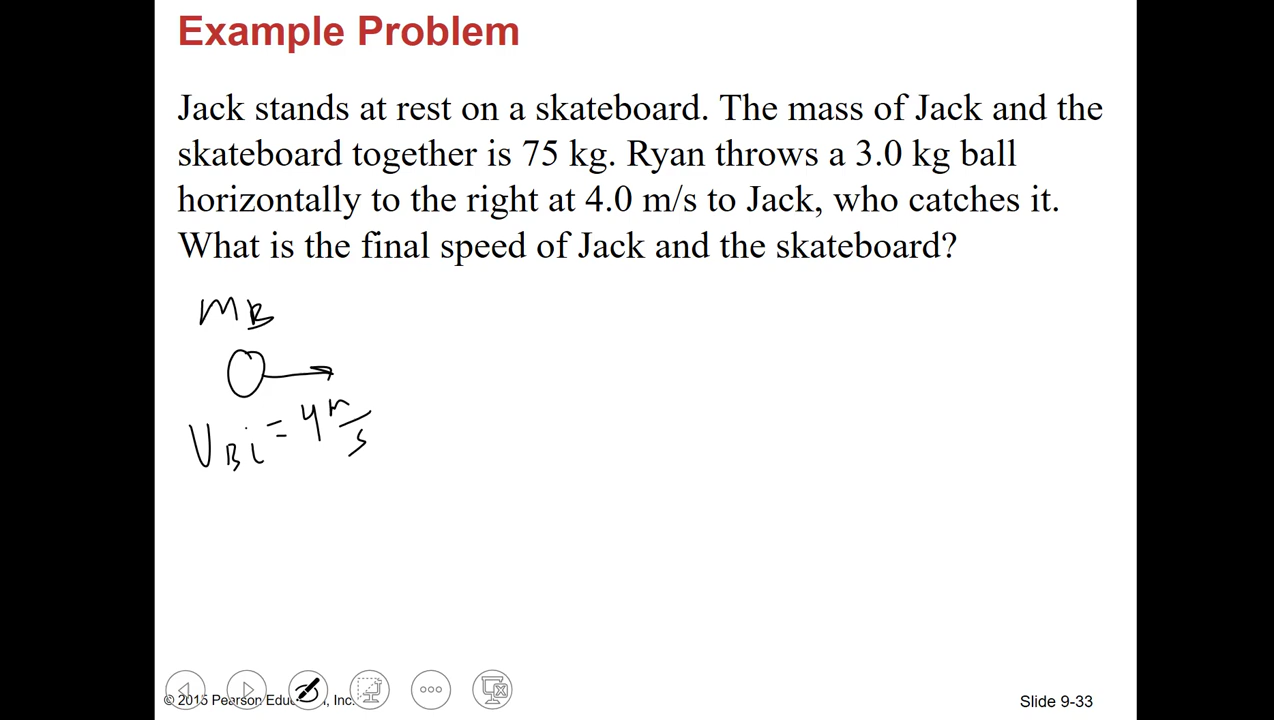 Example Problem
Jack stands at rest on a skateboard. The mass of Jack and the
skateboard together is 75 kg. Ryan throws a 3.0 kg ball
horizontally to the right at 4.0 m/s to Jack, who catches it.
What is the final speed of Jack and the skateboard?
MB
VBi = 4 m/s
© 2015 Pearson Education, Inc.
Slide 9-33